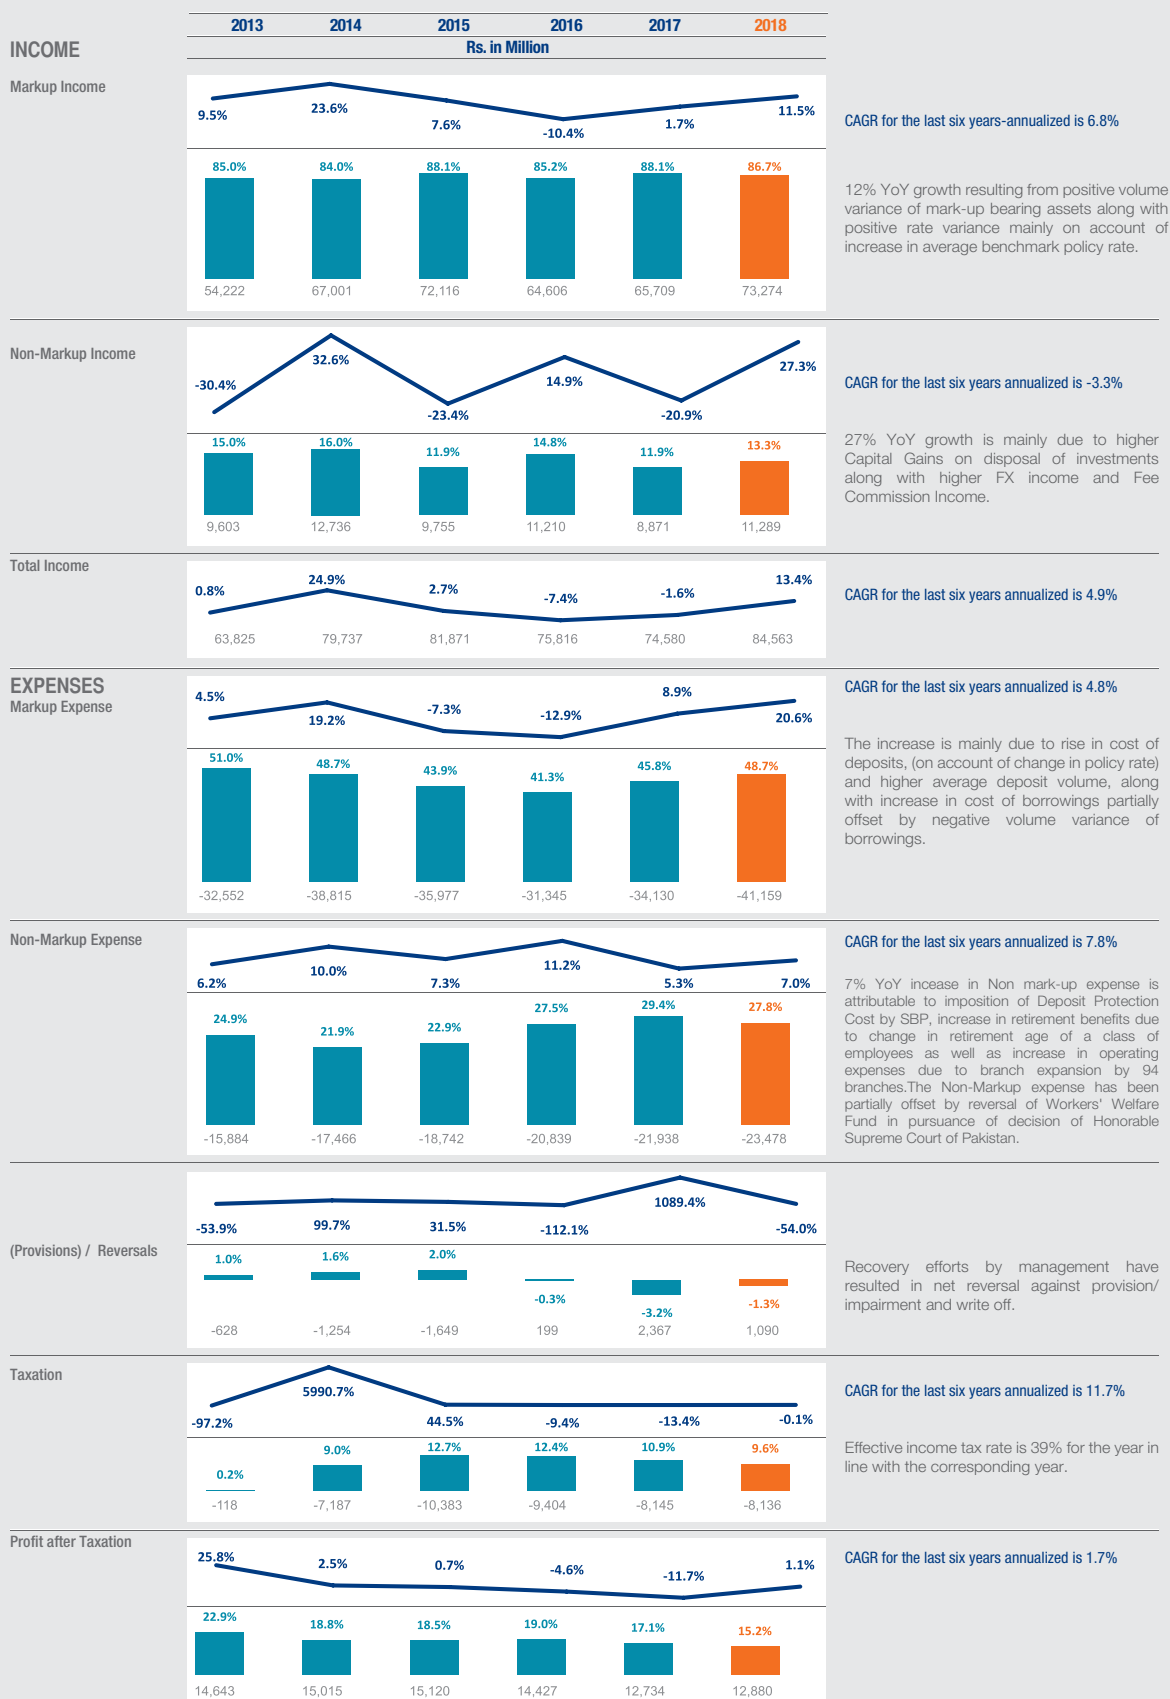 2013 2014 2015 2016 2017 2018
INCOME
Rs. in Million
Markup Income
9.5% 23.6% 7.6% -10.4% 1.7% 11.5%
85.0% 84.0% 88.1% 85.2% 88.1% 86.7%
54,222 67,001 72,116 64,606 65,709 73,274
CAGR for the last six years-annualized is 6.8%
12% YoY growth resulting from positive volume
variance of mark-up bearing assets along with
positive rate variance mainly on account of
increase in average benchmark policy rate.
Non-Markup Income
-30.4% 32.6% -23.4% 14.9% -20.9% 27.3%
15.0% 16.0% 11.9% 14.8% 11.9% 13.3%
9,603 12,736 9,755 11,210 8,871 11,289
CAGR for the last six years annualized is -3.3%
27% YoY growth is mainly due to higher
Capital Gains on disposal of investments
along with higher FX income and Fee
Commission Income.
Total Income
0.8% 24.9% 2.7% -7.4% -1.6% 13.4%
63,825 79,737 81,871 75,816 74,580 84,563
CAGR for the last six years annualized is 4.9%
EXPENSES
Markup Expense
4.5% 19.2% -7.3% -12.9% 8.9% 20.6%
51.0% 48.7% 43.9% 41.3% 45.8% 48.7%
-32,552 -38,815 -35,977 -31,345 -34,130 -41,159
CAGR for the last six years annualized is 4.8%
The increase is mainly due to rise in cost of
deposits, (on account of change in policy rate)
and higher average deposit volume, along
with increase in cost of borrowings partially
offset by negative volume variance of
borrowings.
Non-Markup Expense
6.2% 10.0% 7.3% 11.2% 5.3% 7.0%
24.9% 21.9% 22.9% 27.5% 29.4% 27.8%
-15,884 -17,466 -18,742 -20,839 -21,938 -23,478
CAGR for the last six years annualized is 7.8%
7% YoY incease in Non mark-up expense is
attributable to imposition of Deposit Protection
Cost by SBP, increase in retirement benefits due
to change in retirement age of a class of
employees as well as increase in operating
expenses due to branch expansion by 94
branches.The Non-Markup expense has been
partially offset by reversal of Workers' Welfare
Fund in pursuance of decision of Honorable
Supreme Court of Pakistan.
(Provisions) / Reversals
-53.9% 99.7% 31.5% -112.1% 1089.4% -54.0%
1.0% 1.6% 2.0% -0.3% -3.2% -1.3%
-628 -1,254 -1,649 199 2,367 1,090
Recovery efforts by management have
resulted in net reversal against provision/
impairment and write off.
Taxation
-97.2% 5990.7% 44.5% -9.4% -13.4% -0.1%
0.2% 9.0% 12.7% 12.4% 10.9% 9.6%
-118 -7,187 -10,383 -9,404 -8,145 -8,136
CAGR for the last six years annualized is 11.7%
Effective income tax rate is 39% for the year in
line with the corresponding year.
Profit after Taxation
25.8% 2.5% 0.7% -4.6% -11.7% 1.1%
22.9% 18.8% 18.5% 19.0% 17.1% 15.2%
14,643 15,015 15,120 14,427 12,734 12,880
CAGR for the last six years annualized is 1.7%